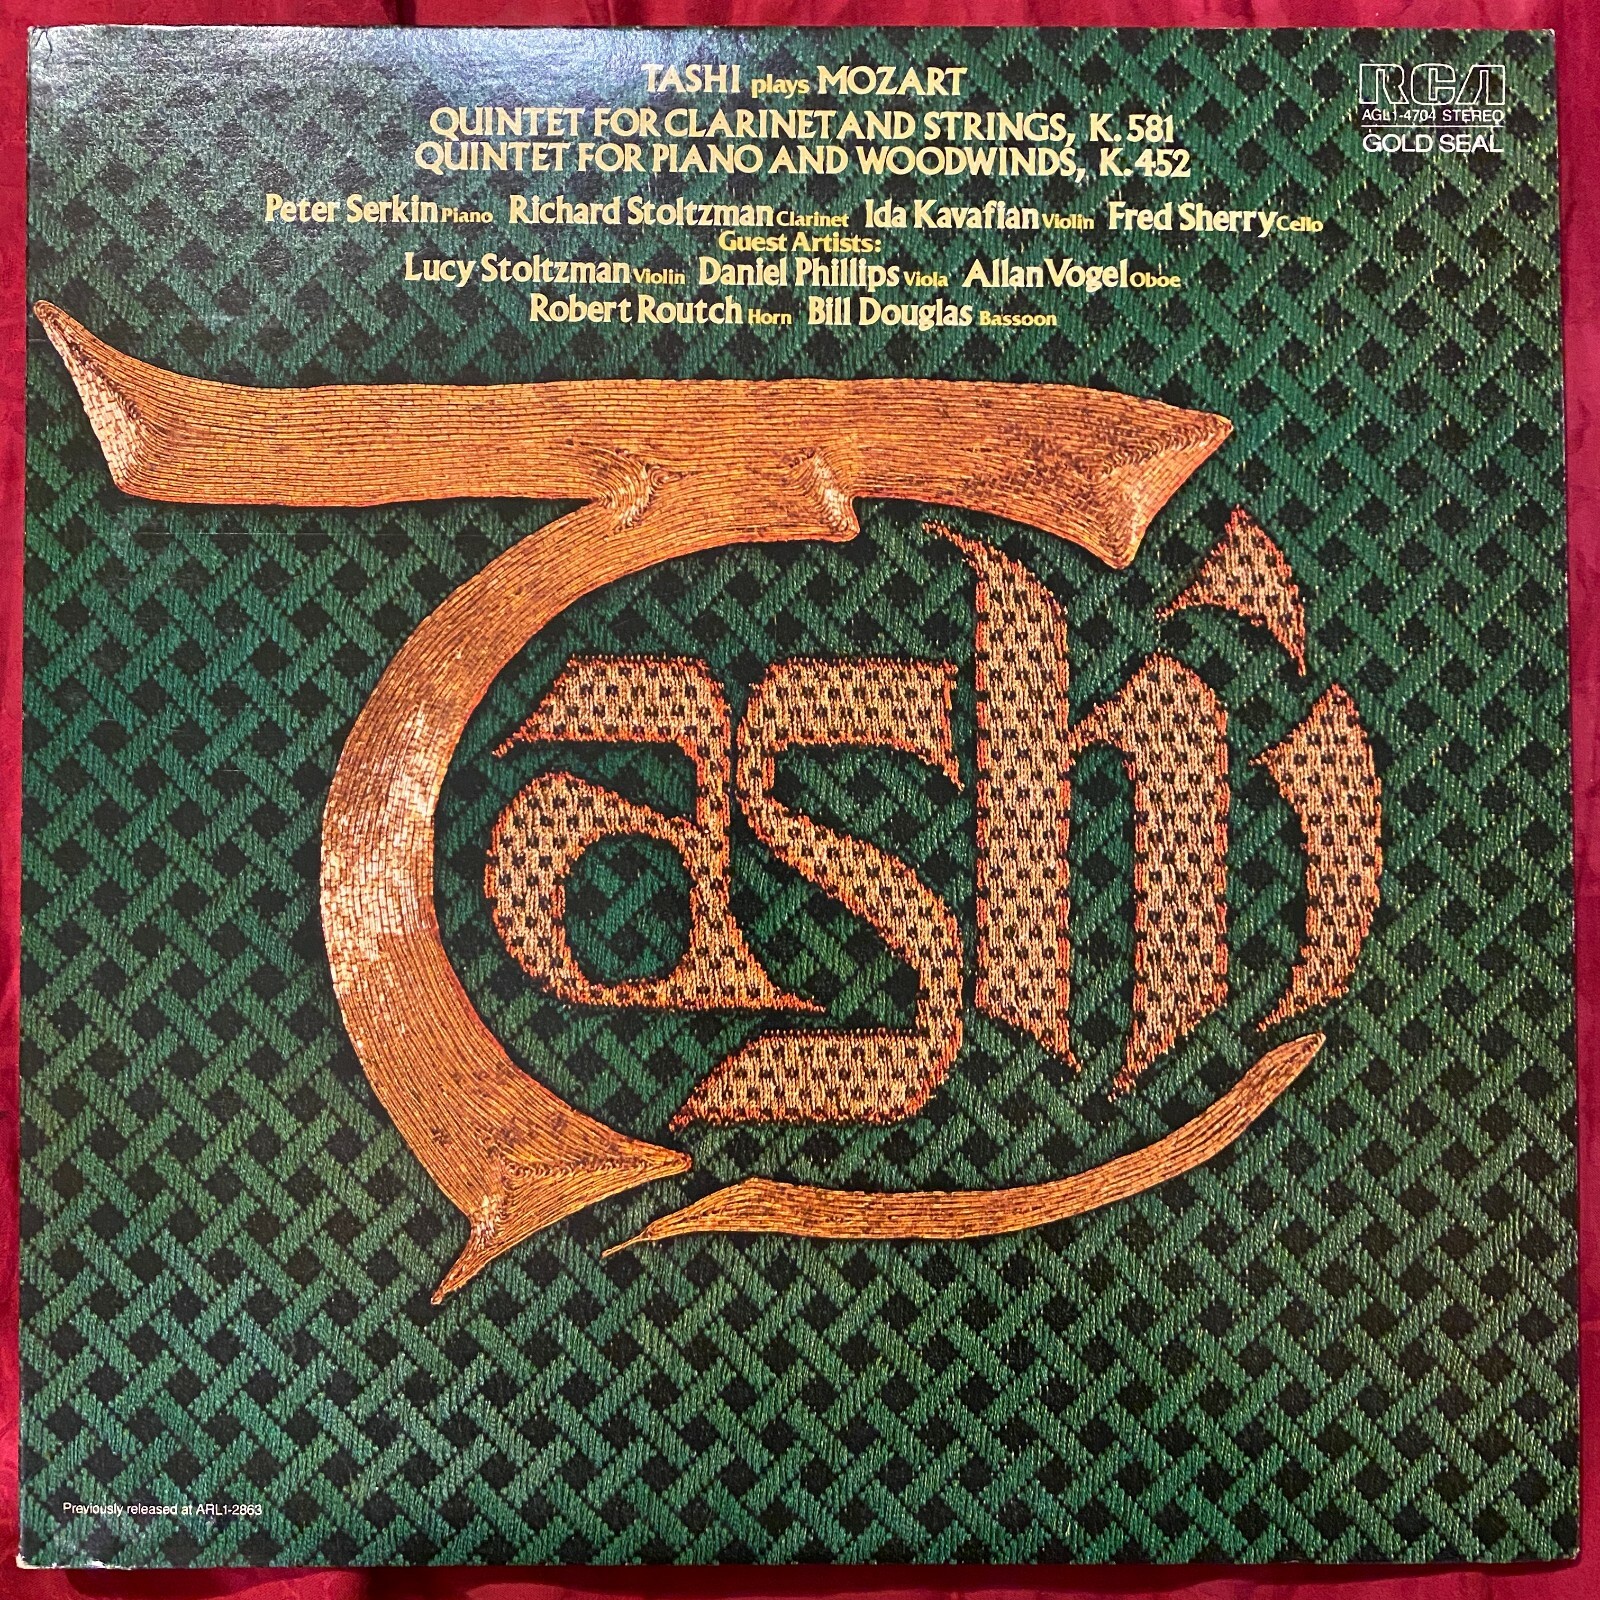 TASHI plays MOZART
QUINTET FOR CLARINET AND STRINGS, K. 581
QUINTET FOR PIANO AND WOODWINDS, K. 452
Peter Serkin Piano Richard Stoltzman Clarinet Ida Kavafian Violin Fred Sherry Cello
Guest Artists:
Lucy Stoltzman Violin Daniel Phillips Viola Allan Vogel Oboe
Robert Routch Horn Bill Douglas Bassoon
RCA
AGL1-4704 STEREO
GOLD SEAL
Tashi
Previously released at ARL1-2863